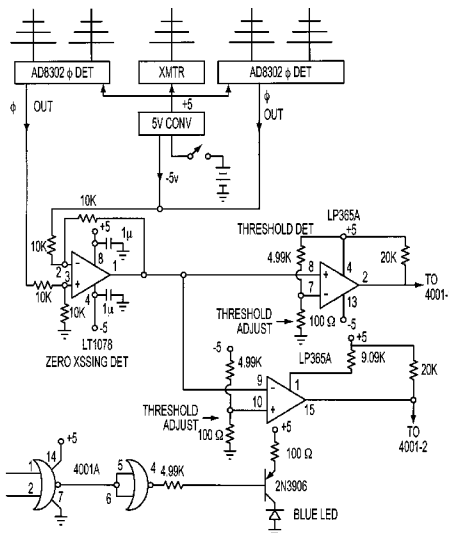 AD8302 ϕ DET
XMTR
AD8302 ϕ DET
+5
ϕ OUT
5V CONV
ϕ
OUT
-5v
10K
+5
1µ
10K
2 -
8
1
3 +
4
10K
10K
1µ
-5
LT1078
ZERO XSSING DET
THRESHOLD DET
LP365A
+5
4.99K
20K
8 +
4
2
7 -
13
TO
4001-
THRESHOLD
ADJUST
100 Ω
-5
LP365A
+5
9.09K
-5
4.99K
20K
9 -
1
10 +
15
THRESHOLD
ADJUST
100 Ω
TO
4001-2
+5
100 Ω
+5
14
4001A
1
2
7
5
6
4
4.99K
2N3906
BLUE LED